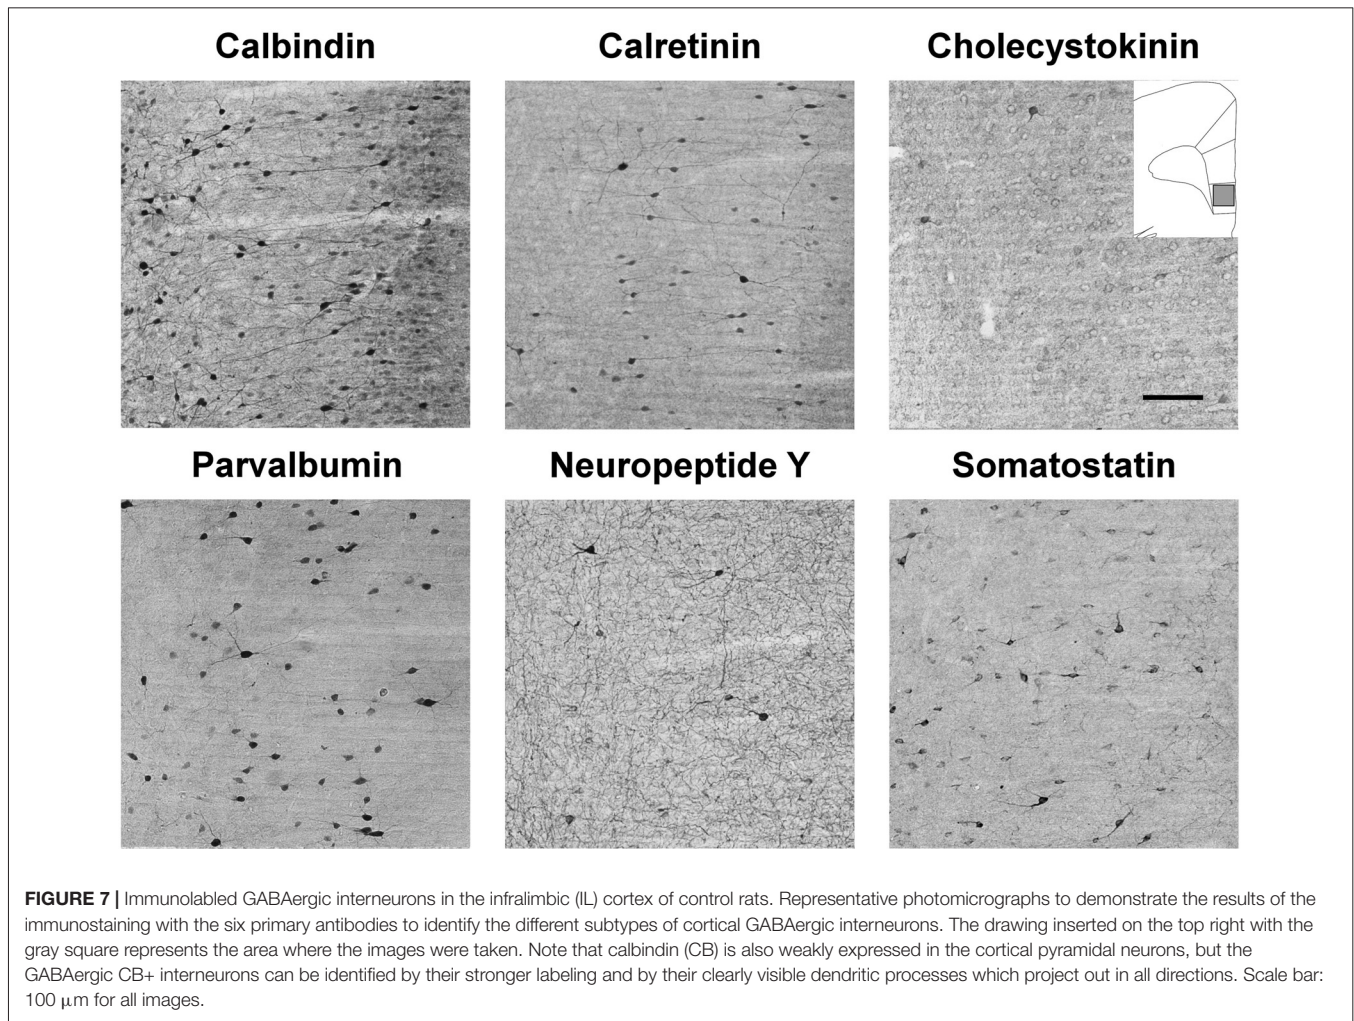 Calbindin
Calretinin
Cholecystokinin
Parvalbumin
Neuropeptide Y
Somatostatin
FIGURE 7 | Immunolabled GABAergic interneurons in the infralimbic (IL) cortex of control rats. Representative photomicrographs to demonstrate the results of the
immunostaining with the six primary antibodies to identify the different subtypes of cortical GABAergic interneurons. The drawing inserted on the top right with the
gray square represents the area where the images were taken. Note that calbindin (CB) is also weakly expressed in the cortical pyramidal neurons, but the
GABAergic CB+ interneurons can be identified by their stronger labeling and by their clearly visible dendritic processes which project out in all directions. Scale bar:
100 μm for all images.